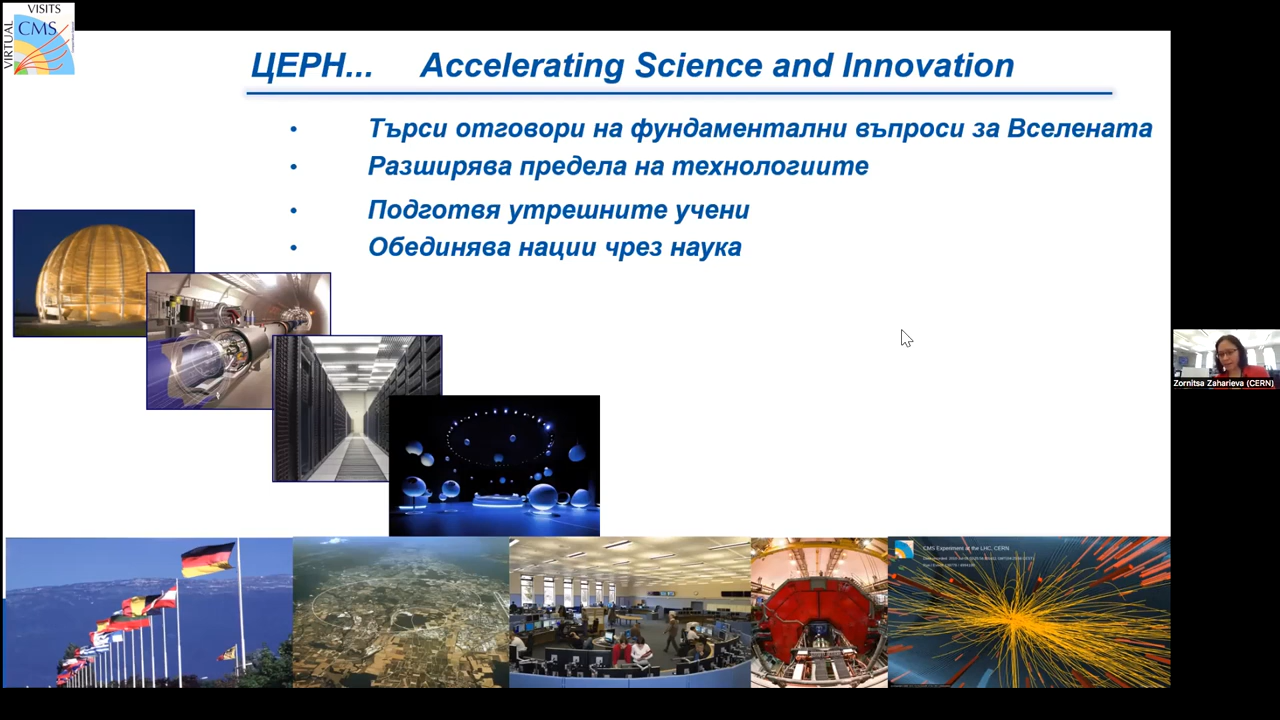 VISITS
VIRTUAL
CMS
ЦЕРН... Accelerating Science and Innovation
• Търси отговори на фундаментални въпроси за Вселената
• Разширява предела на технологиите
• Подготвя утрешните учени
• Обединява нации чрез наука
Zornitsa Zaharieva (CERN)
CMS Experiment at the LHC, CERN